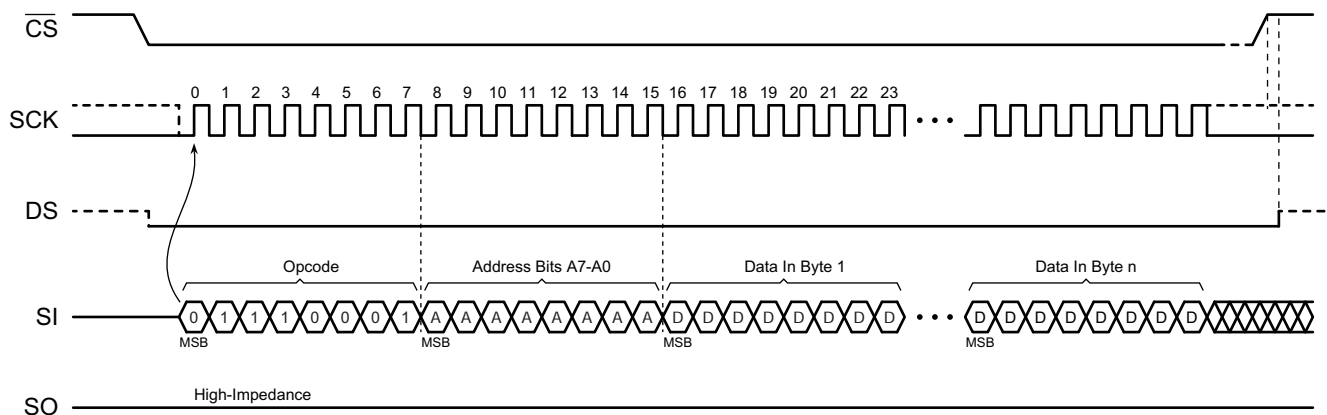 CS
0 1 2 3 4 5 6 7 8 9 10 11 12 13 14 15 16 17 18 19 20 21 22 23
SCK
DS
Opcode Address Bits A7-A0 Data In Byte 1 Data In Byte n
SI 0 1 1 1 0 0 0 1 A A A A A A A A D D D D D D D D D D D D D D D D
MSB MSB MSB MSB
High-Impedance
SO